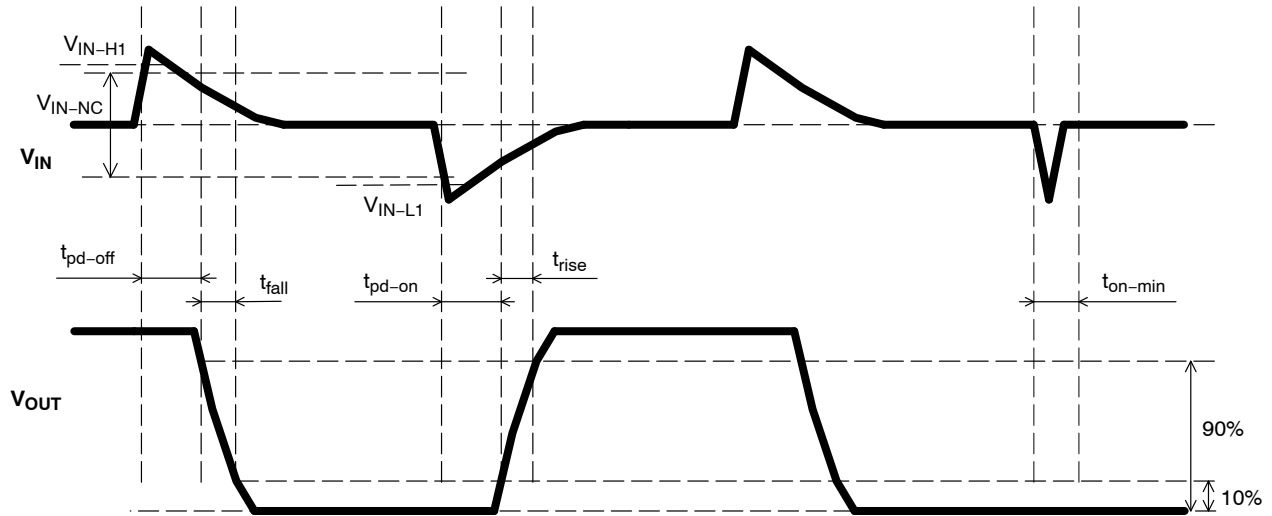 VIN–H1
VIN–NC
VIN
VIN–L1
tpd–off
tfall
tpd–on
trise
ton–min
VOUT
90%
10%